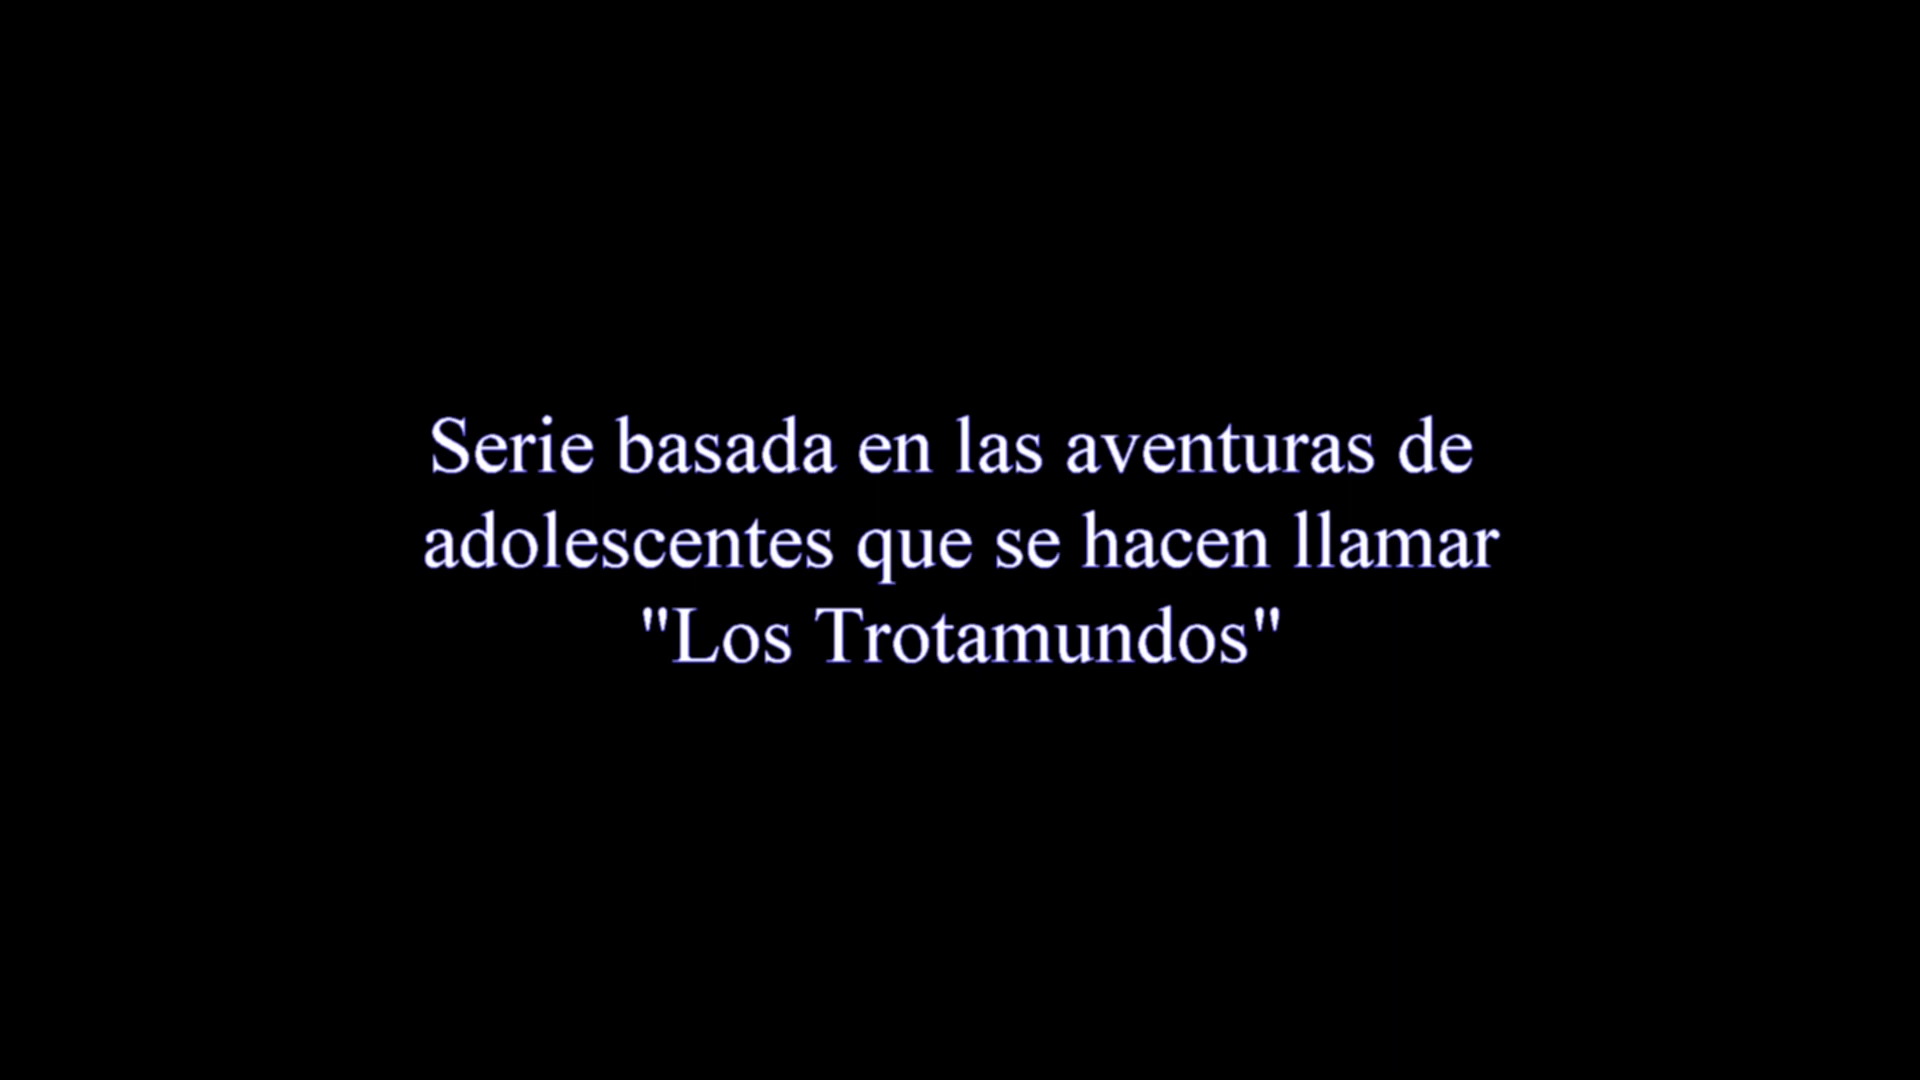 Serie basada en las aventuras de
adolescentes que se hacen llamar
"Los Trotamundos"